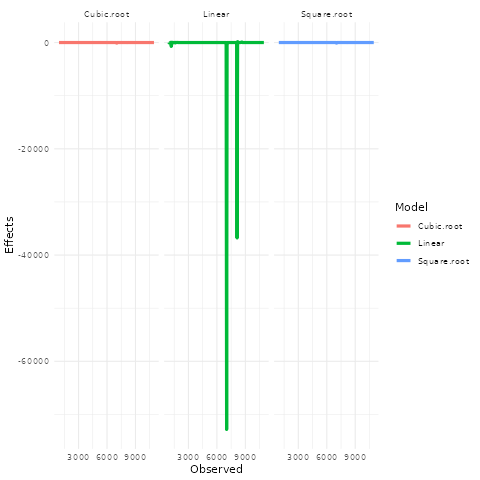 Cubic.root Linear Square.root
0
-20000
-40000
-60000
Effects
3000 6000 9000 3000 6000 9000 3000 6000 9000
Observed
Model
Cubic.root
Linear
Square.root